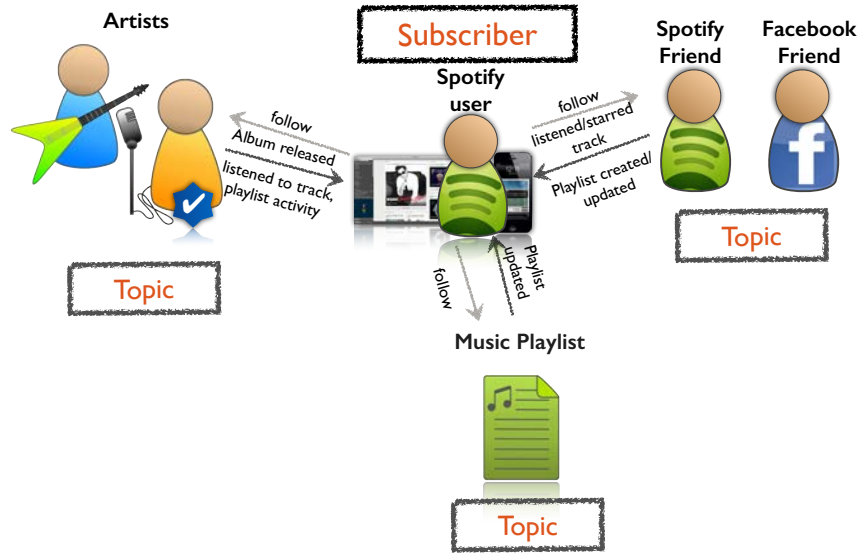 Artists
Subscriber
Spotify
user
Spotify
Friend
Facebook
Friend
follow
Album released
listened to track,
playlist activity
follow
listened/starred
track
Playlist created/
updated
Topic
Topic
follow
Playlist
updated
Music Playlist
Topic